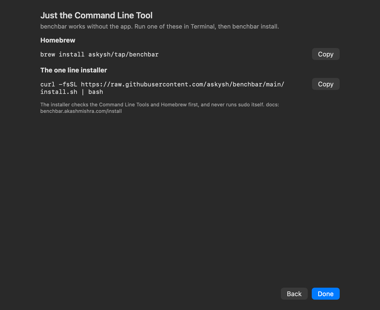 Just the Command Line Tool
benchbar works without the app. Run one of these in Terminal, then benchbar install.
Homebrew
brew install askysh/tap/benchbar
Copy
The one line installer
curl -fsSL https://raw.githubusercontent.com/askysh/benchbar/main/
install.sh | bash
Copy
The installer checks the Command Line Tools and Homebrew first, and never runs sudo itself. docs:
benchbar.akashmishra.com/install
Back
Done